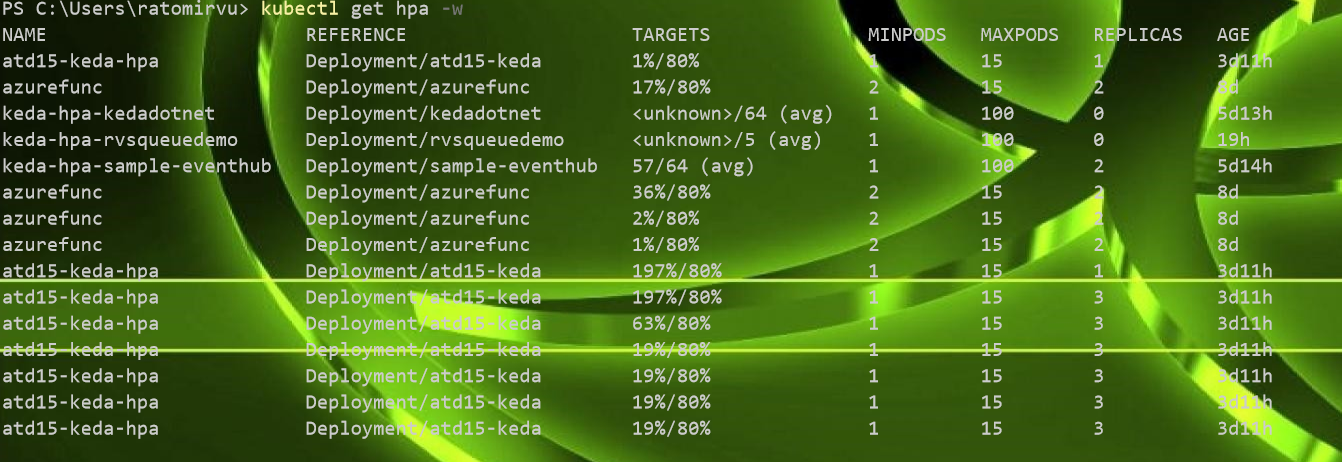 PS C:\Users\ratomirvu> kubectl get hpa -w
NAME REFERENCE TARGETS MINPODS MAXPODS REPLICAS AGE
atd15-keda-hpa Deployment/atd15-keda 1%/80% 1 15 1 3d11h
azurefunc Deployment/azurefunc 17%/80% 2 15 2 8d
keda-hpa-kedadotnet Deployment/kedadotnet <unknown>/64 (avg) 1 100 0 5d13h
keda-hpa-rvsqueuedemo Deployment/rvsqueuedemo <unknown>/5 (avg) 1 100 0 19h
keda-hpa-sample-eventhub Deployment/sample-eventhub 57/64 (avg) 1 100 2 5d14h
azurefunc Deployment/azurefunc 36%/80% 2 15 2 8d
azurefunc Deployment/azurefunc 2%/80% 2 15 2 8d
azurefunc Deployment/azurefunc 1%/80% 2 15 2 8d
atd15-keda-hpa Deployment/atd15-keda 197%/80% 1 15 1 3d11h
atd15-keda-hpa Deployment/atd15-keda 197%/80% 1 15 3 3d11h
atd15-keda-hpa Deployment/atd15-keda 63%/80% 1 15 3 3d11h
atd15-keda-hpa Deployment/atd15-keda 19%/80% 1 15 3 3d11h
atd15-keda-hpa Deployment/atd15-keda 19%/80% 1 15 3 3d11h
atd15-keda-hpa Deployment/atd15-keda 19%/80% 1 15 3 3d11h
atd15-keda-hpa Deployment/atd15-keda 19%/80% 1 15 3 3d11h